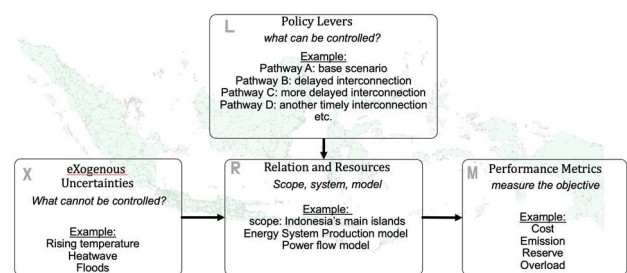 L
Policy Levers
what can be controlled?
Example:
Pathway A: base scenario
Pathway B: delayed interconnection
Pathway C: more delayed interconnection
Pathway D: another timely interconnection
etc.
X
eXogenous
Uncertainties
What cannot be controlled?
Example:
Rising temperature
Heatwave
Floods
R
Relation and Resources
Scope, system, model
Example:
scope: Indonesia's main islands
Energy System Production model
Power flow model
M
Performance Metrics
measure the objective
Example:
Cost
Emission
Reserve
Overload